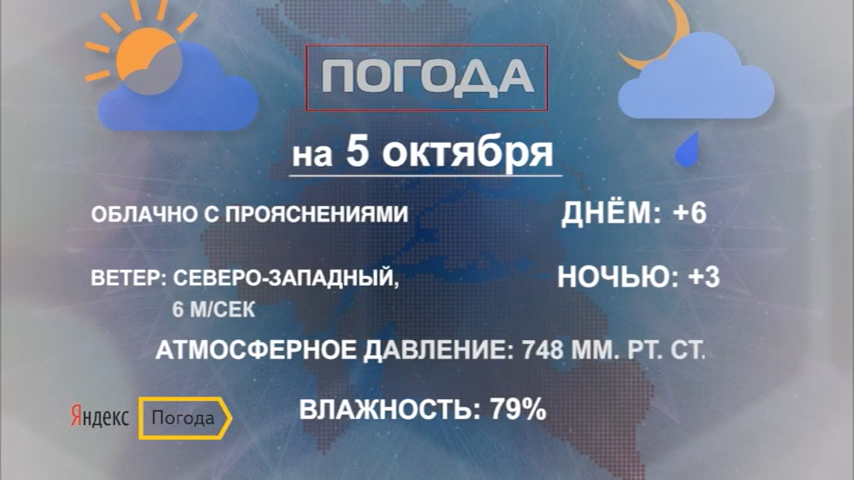 ПОГОДА
на 5 октября
ОБЛАЧНО С ПРОЯСНЕНИЯМИ
ДНЁМ: +6
ВЕТЕР: СЕВЕРО-ЗАПАДНЫЙ,
6 М/СЕК
НОЧЬЮ: +3
АТМОСФЕРНОЕ ДАВЛЕНИЕ: 748 ММ. РТ. СТ.
ВЛАЖНОСТЬ: 79%
Яндекс Погода